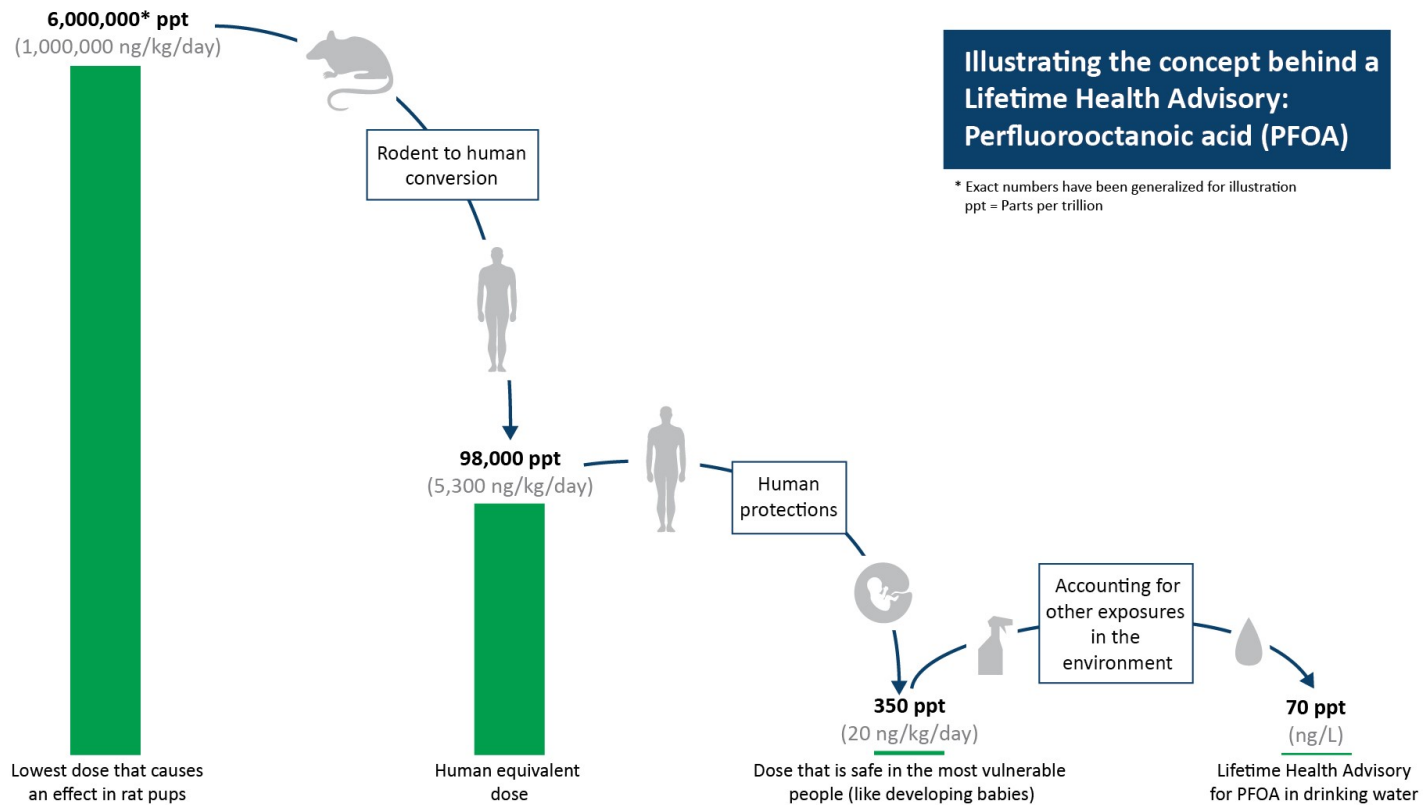 6,000,000* ppt
(1,000,000 ng/kg/day)
Illustrating the concept behind a
Lifetime Health Advisory:
Perfluorooctanoic acid (PFOA)
* Exact numbers have been generalized for illustration
ppt = Parts per trillion
Rodent to human
conversion
98,000 ppt
(5,300 ng/kg/day)
Human
protections
Accounting for
other exposures
in the
environment
350 ppt
(20 ng/kg/day)
70 ppt
(ng/L)
Lowest dose that causes
an effect in rat pups
Human equivalent
dose
Dose that is safe in the most vulnerable
people (like developing babies)
Lifetime Health Advisory
for PFOA in drinking water